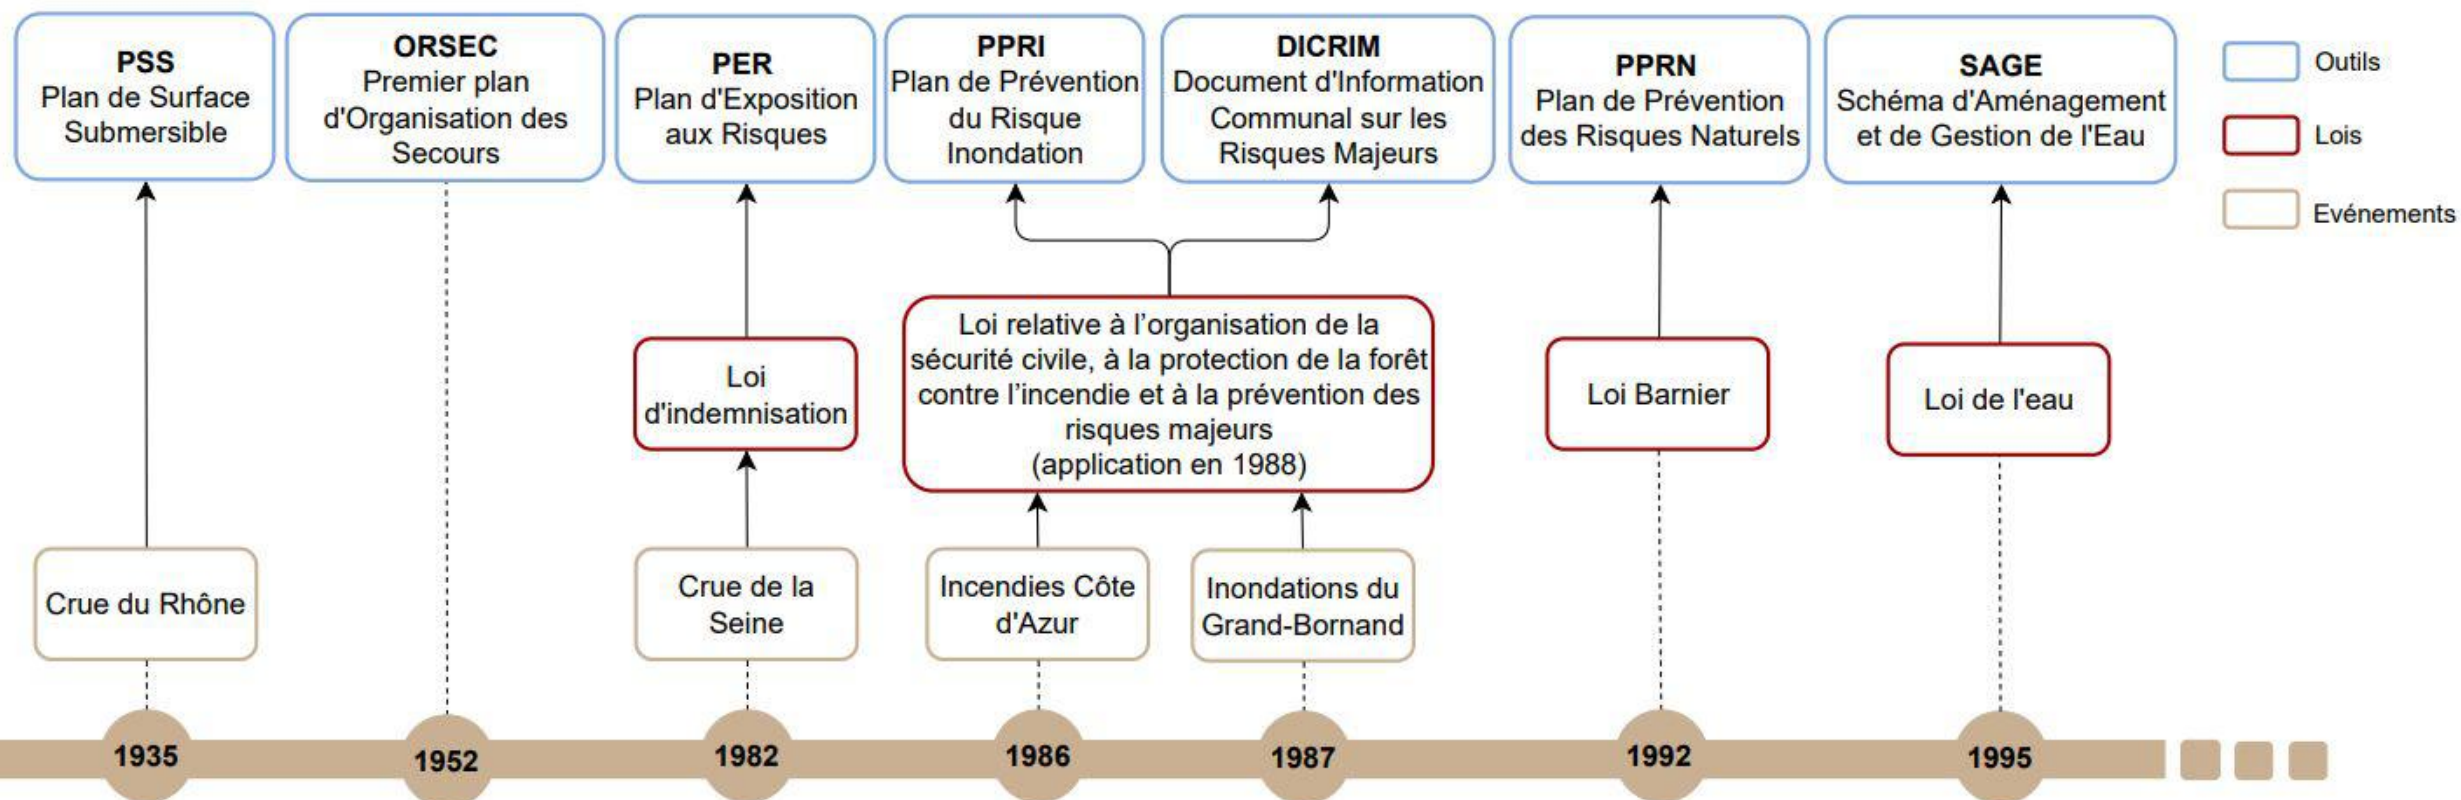 PSS
Plan de Surface
Submersible
ORSEC
Premier plan
d'Organisation des
Secours
PER
Plan d'Exposition
aux Risques
PPRI
Plan de Prévention
du Risque
Inondation
DICRIM
Document d'Information
Communal sur les
Risques Majeurs
PPRN
Plan de Prévention
des Risques Naturels
SAGE
Schéma d'Aménagement
et de Gestion de l'Eau
Outils
Lois
Evénements
Loi
d'indemnisation
Loi relative à l’organisation de la
sécurité civile, à la protection de la forêt
contre l’incendie et à la prévention des
risques majeurs
(application en 1988)
Loi Barnier
Loi de l'eau
Crue du Rhône
Crue de la
Seine
Incendies Côte
d'Azur
Inondations du
Grand-Bornand
1935
1952
1982
1986
1987
1992
1995